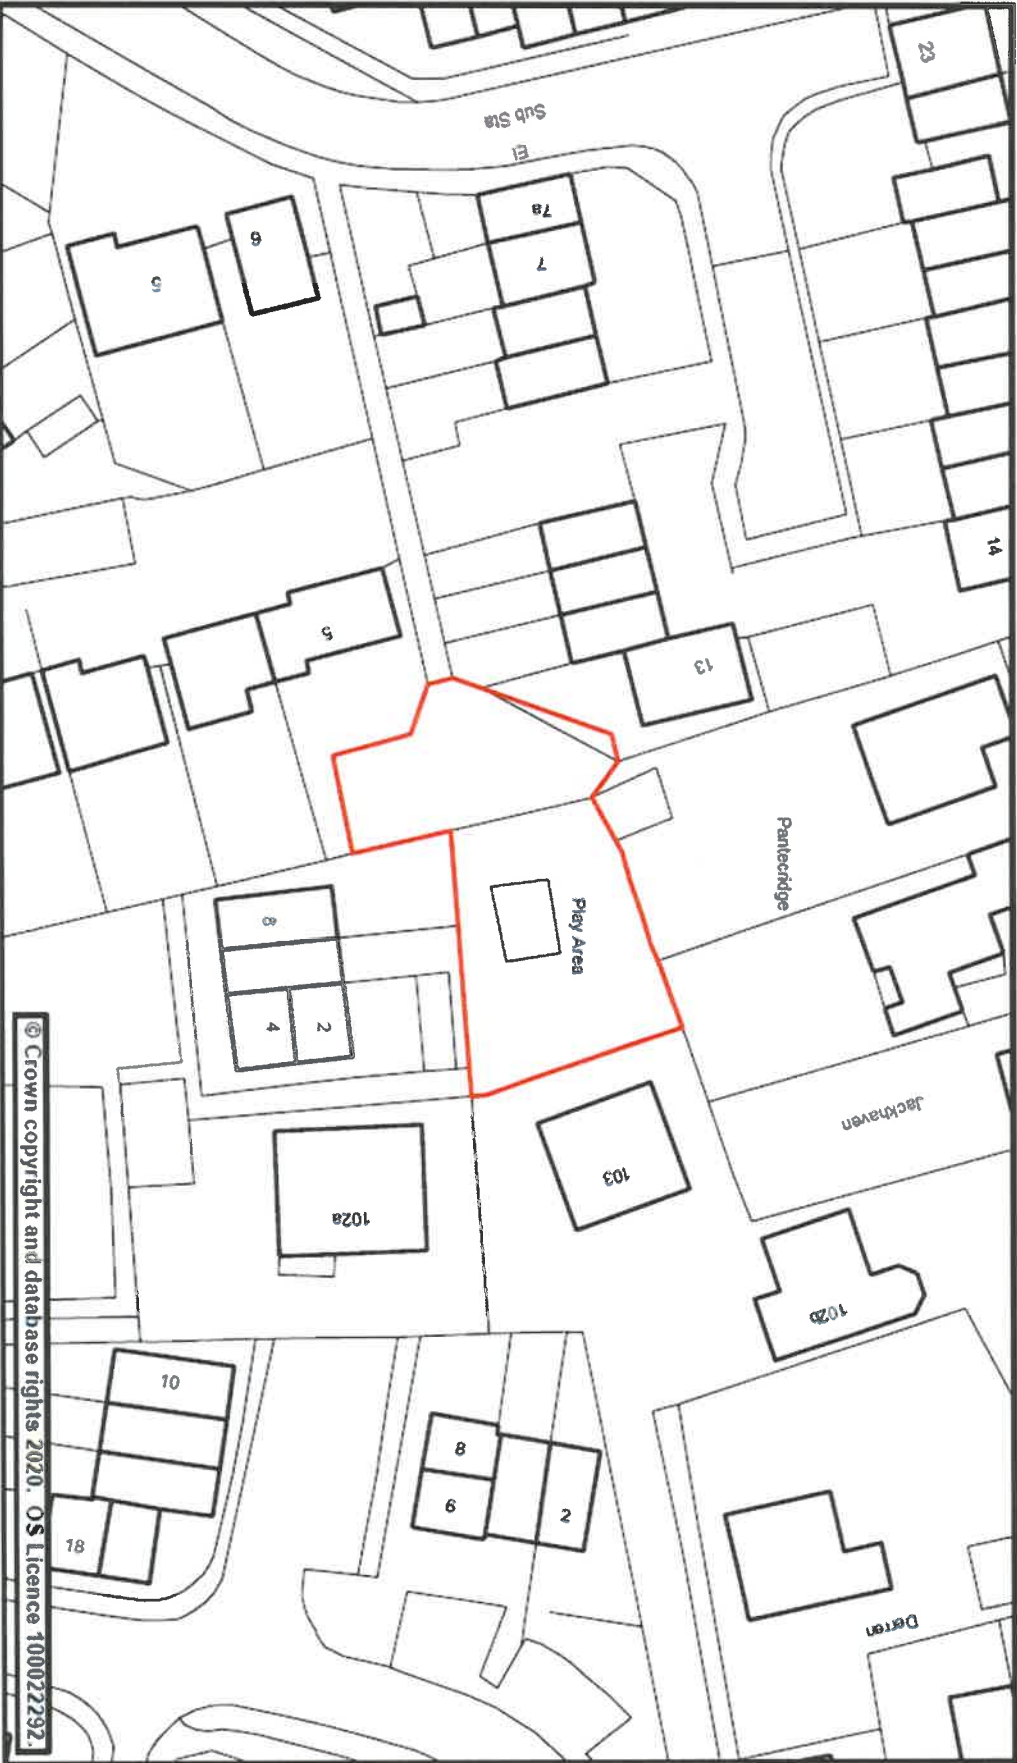 23
Sub Sta
El
7a
7
6
5
14
5
13
Pantecridge
Play Area
8
4
2
Jackhaven
103
102a
102b
10
8
6
2
18
Derren
© Crown copyright and database rights 2020. OS Licence 100022292.